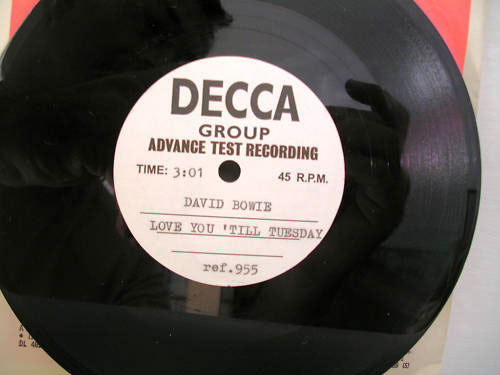 DECCA
GROUP
ADVANCE TEST RECORDING
TIME: 3:01 45 R.P.M.
DAVID BOWIE
LOVE YOU 'TILL TUESDAY
ref.955